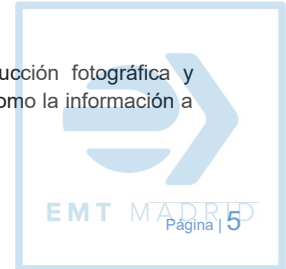 ucción fotográfica y
omo la información a
EMT MADRID
Página | 5